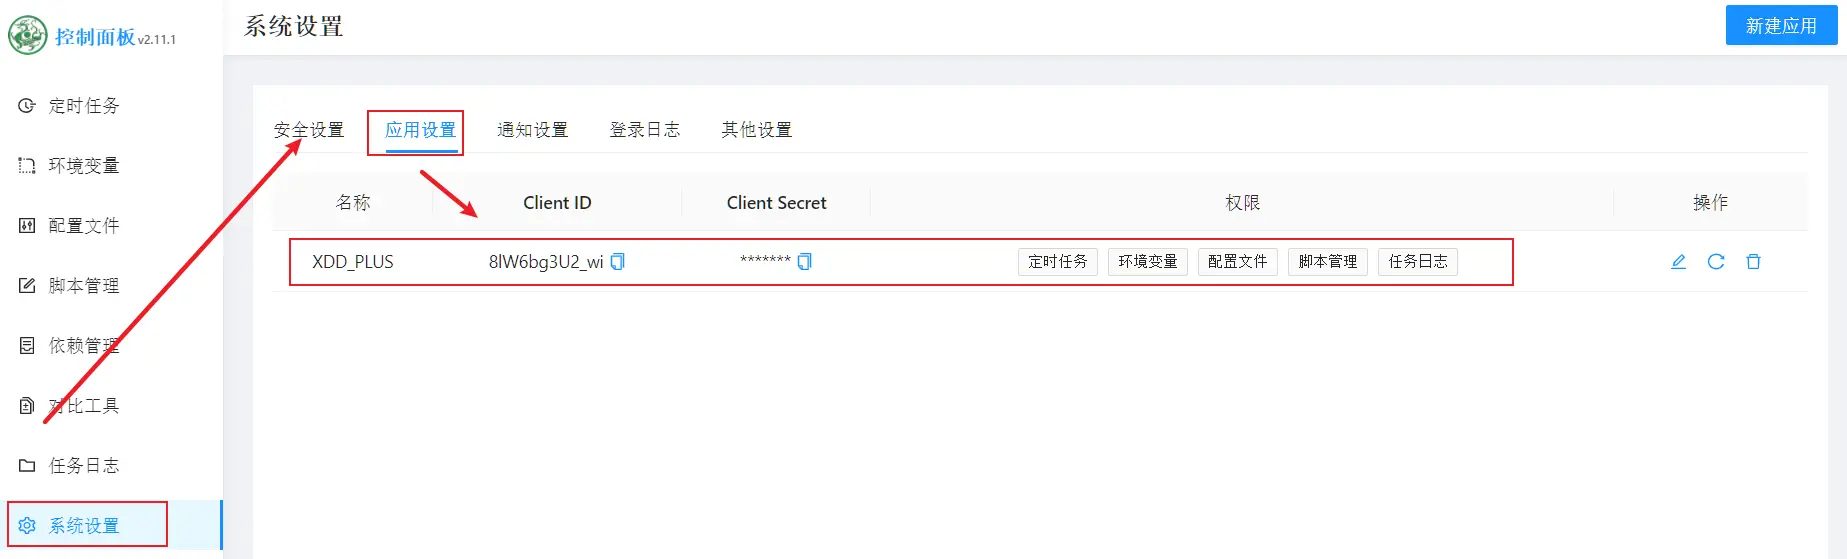 控制面板 v2.11.1
定时任务
环境变量
配置文件
脚本管理
依赖管理
对比工具
任务日志
系统设置
系统设置
新建应用
安全设置 应用设置 通知设置 登录日志 其他设置
名称 Client ID Client Secret 权限 操作
XDD_PLUS 8lW6bg3U2_wi ******* 定时任务 环境变量 配置文件 脚本管理 任务日志